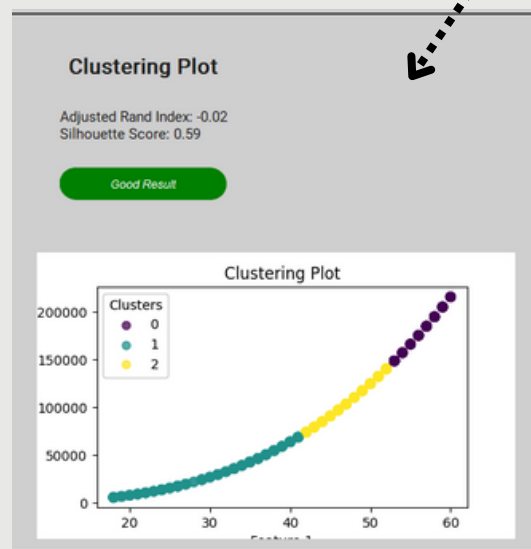 Clustering Plot
Adjusted Rand Index: -0.02
Silhouette Score: 0.59
Good Result
Clustering Plot
Clusters
0
1
2
200000
150000
100000
50000
0
20 30 40 50 60